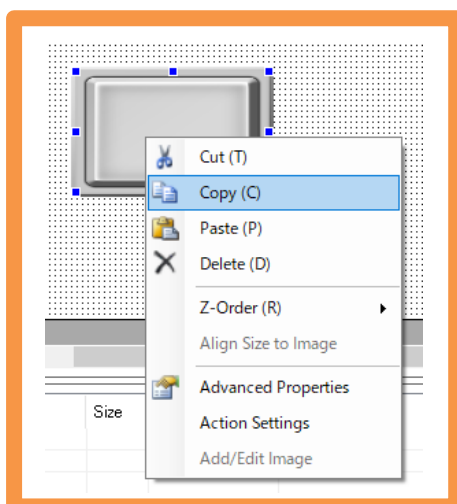 Cut (T)
Copy (C)
Paste (P)
Delete (D)
Z-Order (R)
Align Size to Image
Advanced Properties
Size
Action Settings
Add/Edit Image